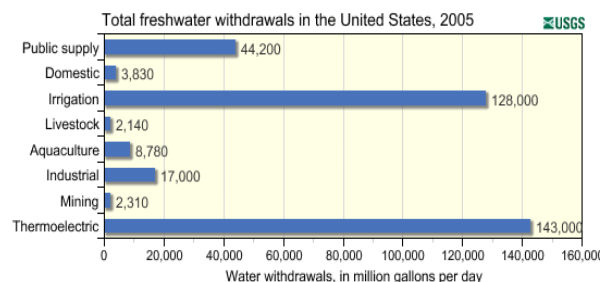 Total freshwater withdrawals in the United States, 2005
USGS
Public supply 44,200
Domestic 3,830
Irrigation 128,000
Livestock 2,140
Aquaculture 8,780
Industrial 17,000
Mining 2,310
Thermoelectric 143,000
0 20,000 40,000 60,000 80,000 100,000 120,000 140,000 160,000
Water withdrawals, in million gallons per day